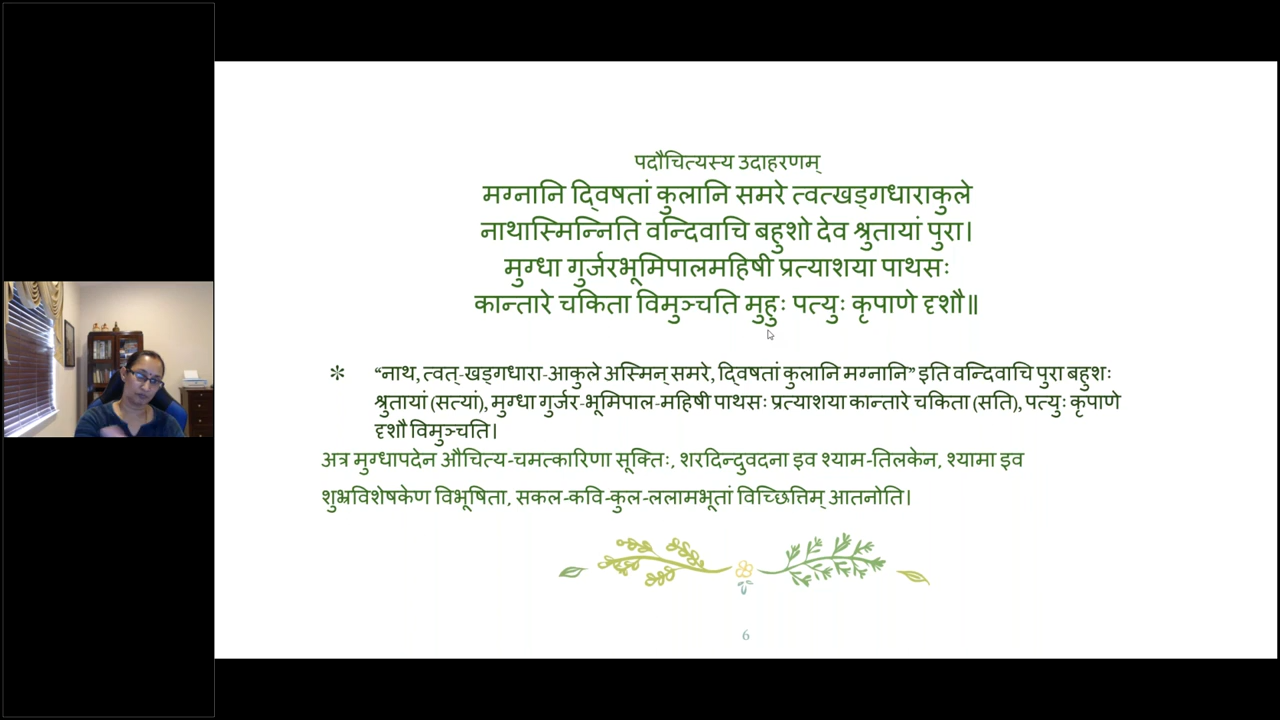 पदौचित्यस्य उदाहरणम्
मग्नानि द्विषतां कुलानि समरे त्वत्खड्गधाराकुले
नाथास्मिन्निति वन्दिवाचि बहुशो देव श्रुतायां पुरा।
मुग्धा गुर्जरभूमिपालमहिषी प्रत्याशया पाथसः
कान्तारे चकिता विमुञ्चति मुहुः पत्युः कृपाणे दृशौ॥
* “नाथ, त्वत्-खड्गधारा-आकुले अस्मिन् समरे, द्विषतां कुलानि मग्नानि” इति वन्दिवाचि पुरा बहुशः
श्रुतायां (सत्यां), मुग्धा गुर्जर-भूमिपाल-महिषी पाथसः प्रत्याशया कान्तारे चकिता (सति), पत्युः कृपाणे
दृशौ विमुञ्चति।
अत्र मुग्धापदेन औचित्य-चमत्कारिणा सूक्तिः, शरदिन्दुवदना इव श्याम-तिलकेन, श्यामा इव
शुभ्रविशेषकेण विभूषिता, सकल-कवि-कुल-ललामभूतां विच्छित्तिम् आतनोति।
6